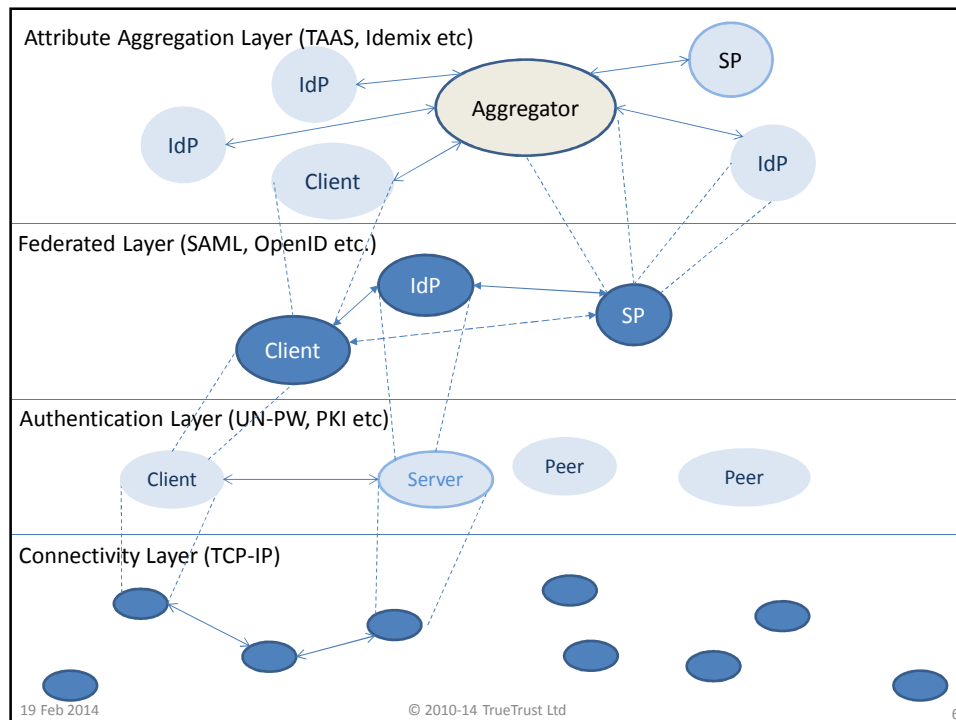 Attribute Aggregation Layer (TAAS, Idemix etc)
SP
IdP
Aggregator
IdP
IdP
Client
Federated Layer (SAML, OpenID etc.)
IdP
SP
Client
Authentication Layer (UN-PW, PKI etc)
Client
Server
Peer
Peer
Connectivity Layer (TCP-IP)
19 Feb 2014
© 2010-14 TrueTrust Ltd
6